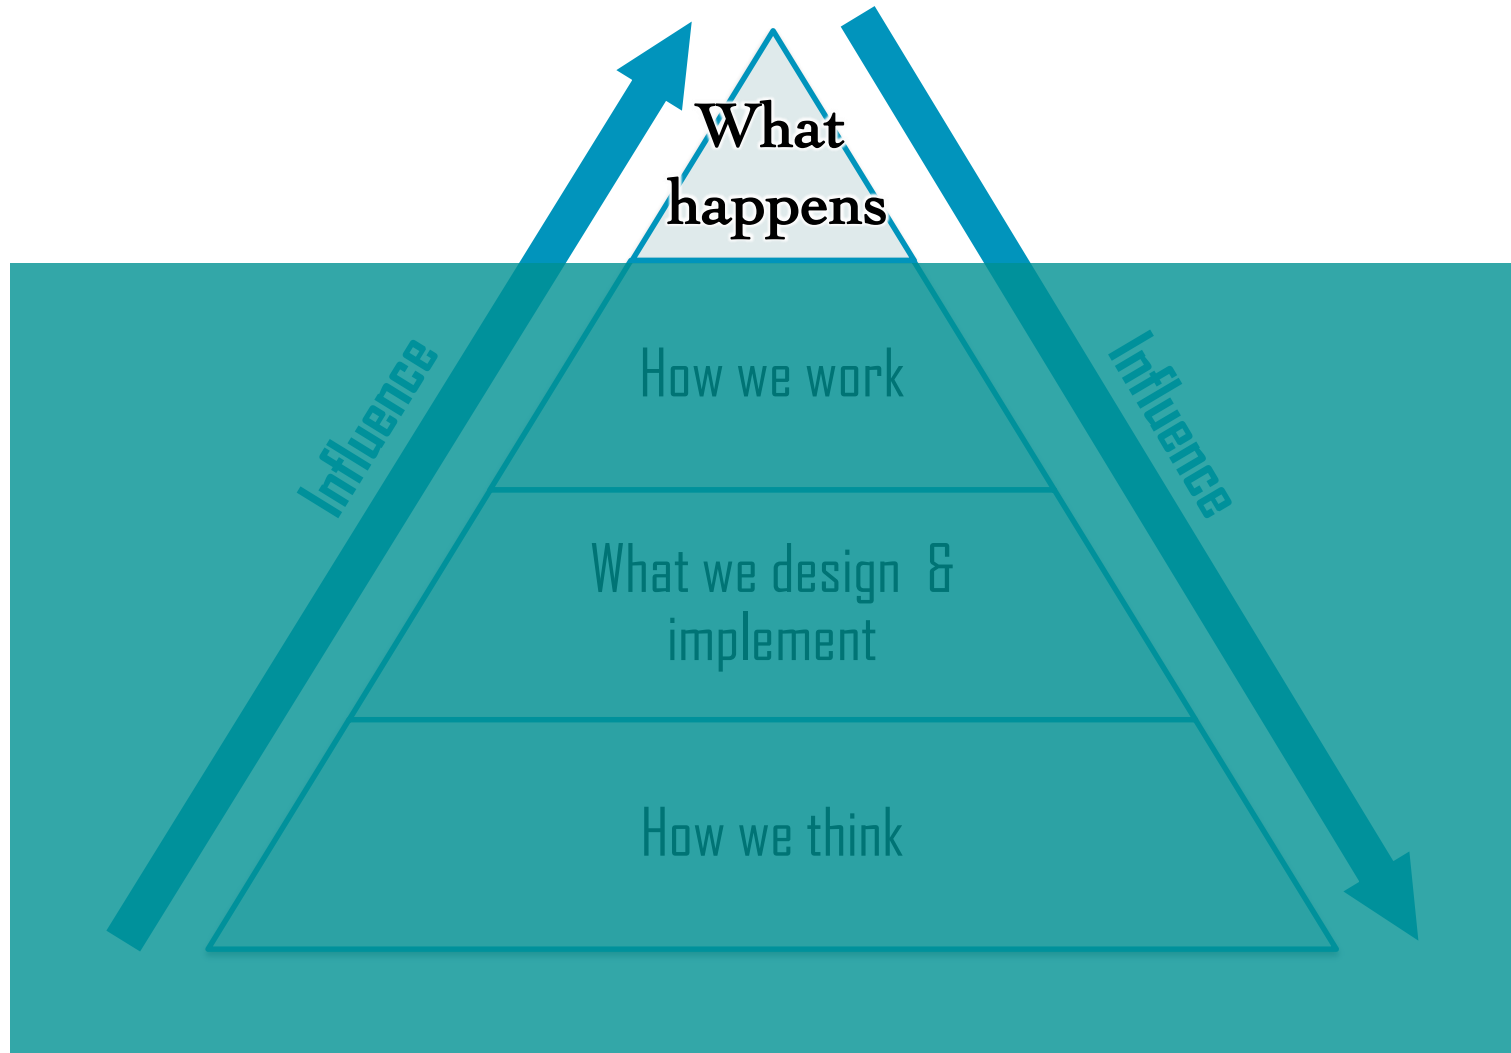 What
happens
How we work
Influence
Influence
What we design & 
implement
How we think